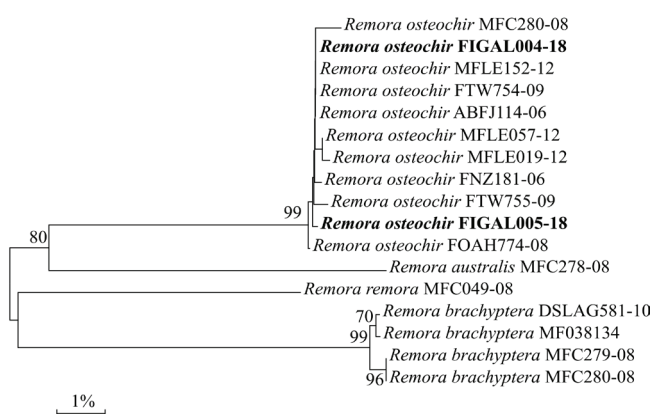 Remora osteochir MFC280-08
Remora osteochir FIGAL004-18
Remora osteochir MFLE152-12
Remora osteochir FTW754-09
Remora osteochir ABFJ114-06
Remora osteochir MFLE057-12
Remora osteochir MFLE019-12
Remora osteochir FNZ181-06
Remora osteochir FTW755-09
99
Remora osteochir FIGAL005-18
80
Remora osteochir FOAH774-08
Remora australis MFC278-08
Remora remora MFC049-08
70
Remora brachyptera DSLAG581-10
99
Remora brachyptera MF038134
Remora brachyptera MFC279-08
96
Remora brachyptera MFC280-08
1%